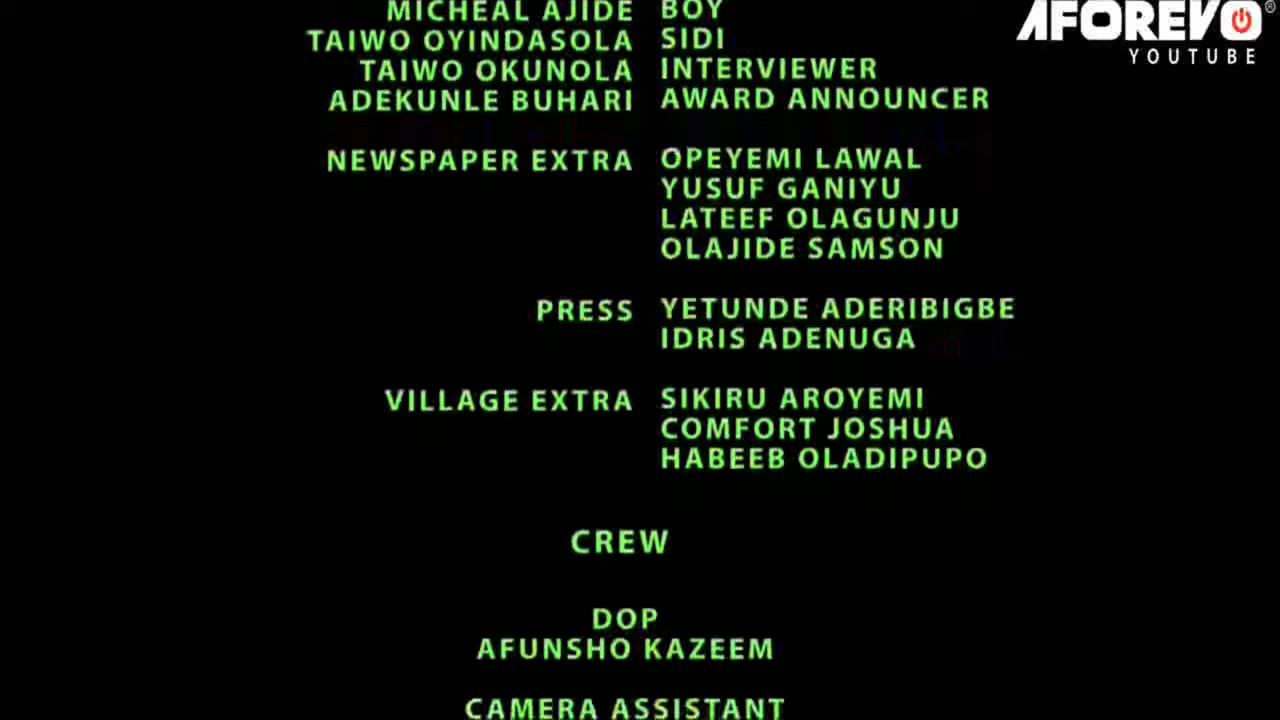 AFOREVO®
YOUTUBE
MICHEAL AJIDE BOY
TAIWO OYINDASOLA SIDI
TAIWO OKUNOLA INTERVIEWER
ADEKUNLE BUHARI AWARD ANNOUNCER
NEWSPAPER EXTRA OPEYEMI LAWAL
YUSUF GANIYU
LATEEF OLAGUNJU
OLAJIDE SAMSON
PRESS YETUNDE ADERIBIGBE
IDRIS ADENUGA
VILLAGE EXTRA SIKIRU AROYEMI
COMFORT JOSHUA
HABEEB OLADIPUPO
CREW
DOP
AFUNSHO KAZEEM
CAMERA ASSISTANT